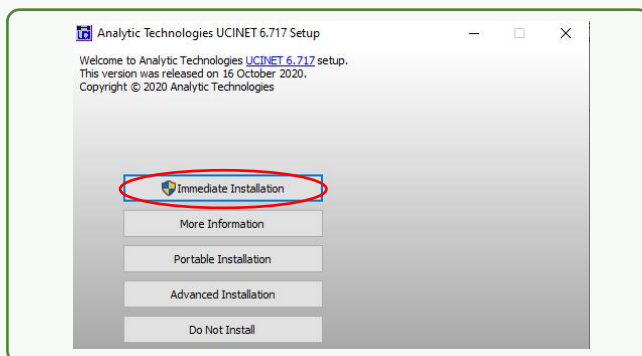 Analytic Technologies UCINET 6.717 Setup
Welcome to Analytic Technologies UCINET 6.717 setup.
This version was released on 16 October 2020.
Copyright © 2020 Analytic Technologies
Immediate Installation
More Information
Portable Installation
Advanced Installation
Do Not Install